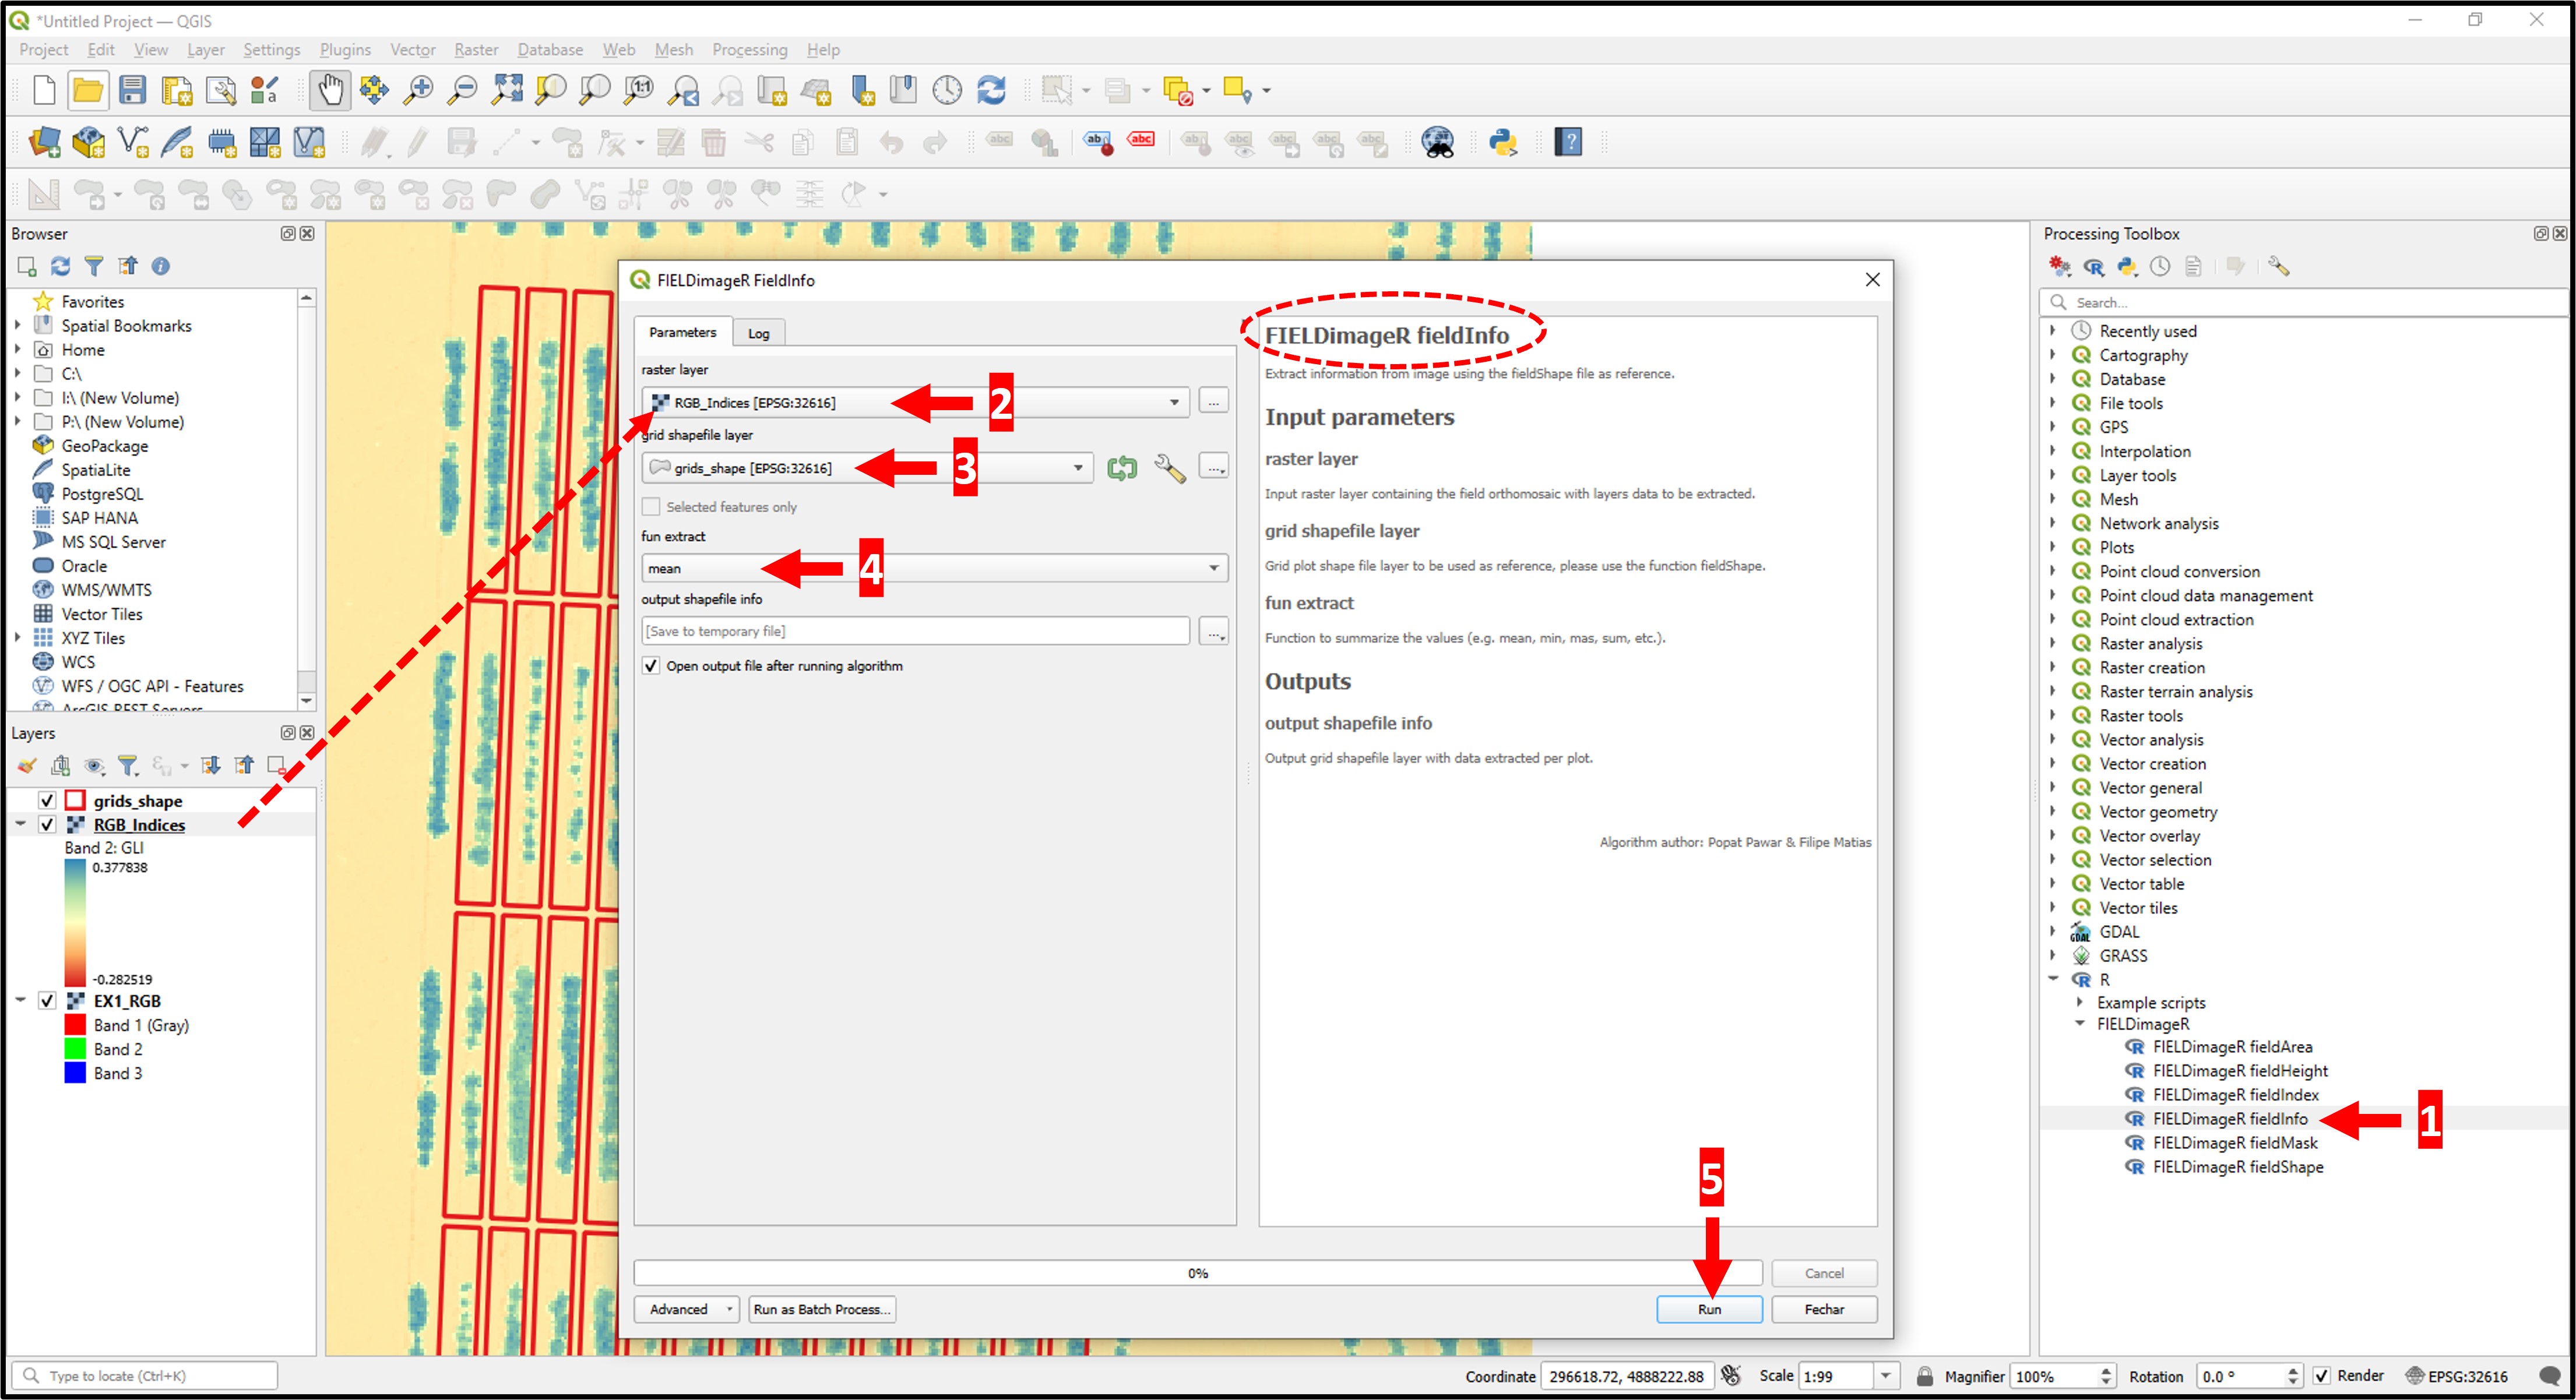 *Untitled Project — QGIS
Project Edit View Layer Settings Plugins Vector Raster Database Web Mesh Processing Help
Browser
Favorites
Spatial Bookmarks
Home
C:\
I:\ (New Volume)
P:\ (New Volume)
GeoPackage
SpatiaLite
PostgreSQL
SAP HANA
MS SQL Server
Oracle
WMS/WMTS
Vector Tiles
XYZ Tiles
WCS
WFS / OGC API - Features
ArcGIS REST Servers
Layers
grids_shape
RGB_Indices
Band 2: GLI
0.377838
-0.282519
EX1_RGB
Band 1 (Gray)
Band 2
Band 3
FIELDimageR FieldInfo
Parameters Log
raster layer
RGB_Indices [EPSG:32616]
...
2
grid shapefile layer
grids_shape [EPSG:32616]
...
3
Selected features only
fun extract
mean
4
output shapefile info
[Save to temporary file]
...
Open output file after running algorithm
FIELDimageR fieldInfo
Extract information from image using the fieldShape file as reference.
Input parameters
raster layer
Input raster layer containing the field orthomosaic with layers data to be extracted.
grid shapefile layer
Grid plot shape file layer to be used as reference, please use the function fieldShape.
fun extract
Function to summarize the values (e.g. mean, min, mas, sum, etc.).
Outputs
output shapefile info
Output grid shapefile layer with data extracted per plot.
Algorithm author: Popat Pawar & Filipe Matias
5
0%
Cancel
Advanced
Run as Batch Process...
Run
Fechar
Processing Toolbox
Search...
Recently used
Cartography
Database
File tools
GPS
Interpolation
Layer tools
Mesh
Network analysis
Plots
Point cloud conversion
Point cloud data management
Point cloud extraction
Raster analysis
Raster creation
Raster terrain analysis
Raster tools
Vector analysis
Vector creation
Vector general
Vector geometry
Vector overlay
Vector selection
Vector table
Vector tiles
GDAL
GRASS
R
Example scripts
FIELDimageR
FIELDimageR fieldArea
FIELDimageR fieldHeight
FIELDimageR fieldIndex
FIELDimageR fieldInfo
1
FIELDimageR fieldMask
FIELDimageR fieldShape
Type to locate (Ctrl+K)
Coordinate 296618.72, 4888222.88 Scale 1:99 Magnifier 100% Rotation 0.0 ° Render EPSG:32616